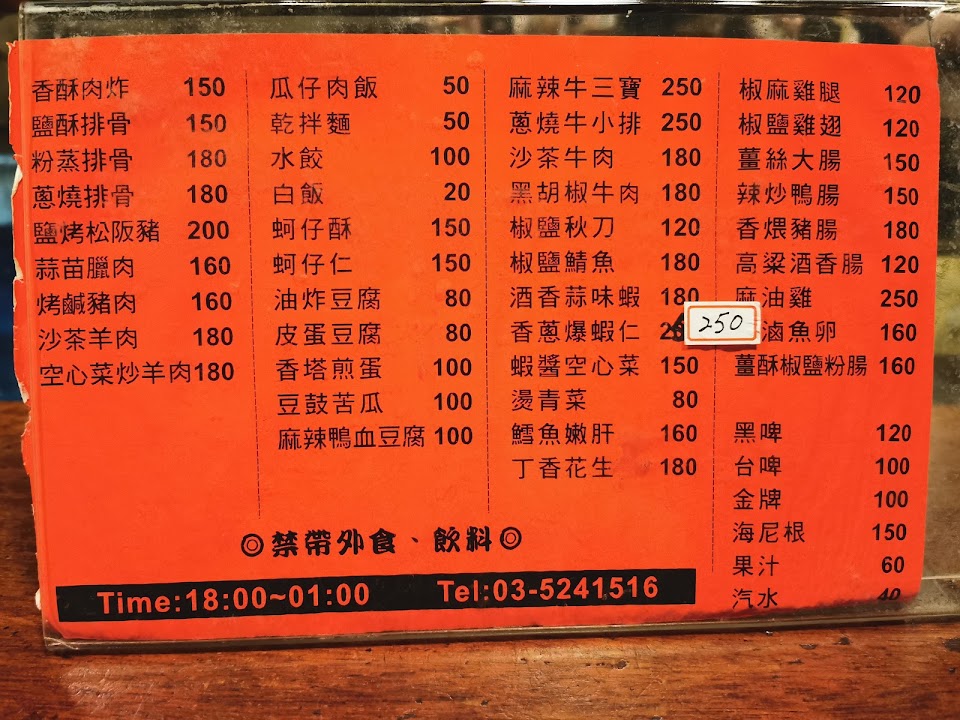 香酥肉炸 150
鹽酥排骨 150
粉蒸排骨 180
蔥燒排骨 180
鹽烤松阪豬 200
蒜苗臘肉 160
烤鹹豬肉 160
沙茶羊肉 180
空心菜炒羊肉 180
瓜仔肉飯 50
乾拌麵 50
水餃 100
白飯 20
蚵仔酥 150
蚵仔仁 150
油炸豆腐 80
皮蛋豆腐 80
香塔煎蛋 100
豆鼓苦瓜 100
麻辣鴨血豆腐 100
麻辣牛三寶 250
蔥燒牛小排 250
沙茶牛肉 180
黑胡椒牛肉 180
椒鹽秋刀 120
椒鹽鯖魚 180
酒香蒜味蝦 180
香蔥爆蝦仁 250
蝦醬空心菜 150
燙青菜 80
鱈魚嫩肝 160
丁香花生 180
椒麻雞腿 120
椒鹽雞翅 120
薑絲大腸 150
辣炒鴨腸 150
香煨豬腸 180
高粱酒香腸 120
麻油雞 250
滷魚卵 160
薑酥椒鹽粉腸 160
黑啤 120
台啤 100
金牌 100
海尼根 150
果汁 60
汽水 40
◎禁帶外食、飲料◎
Time:18:00~01:00 Tel:03-5241516